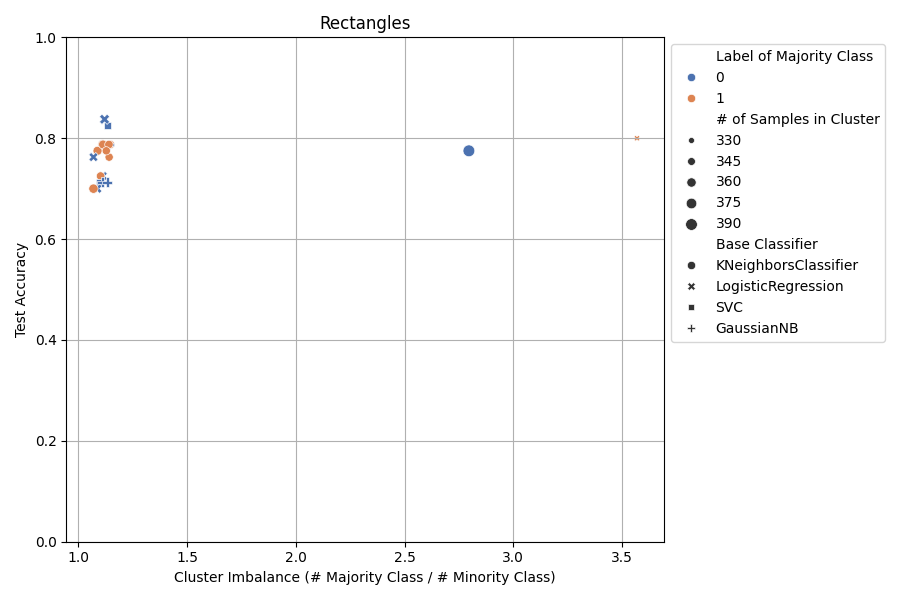 Rectangles
1.0
0.8
0.6
0.4
0.2
0.0
Test Accuracy
1.0 1.5 2.0 2.5 3.0 3.5
Cluster Imbalance (# Majority Class / # Minority Class)
Label of Majority Class
0
1
# of Samples in Cluster
330
345
360
375
390
Base Classifier
KNeighborsClassifier
LogisticRegression
SVC
GaussianNB